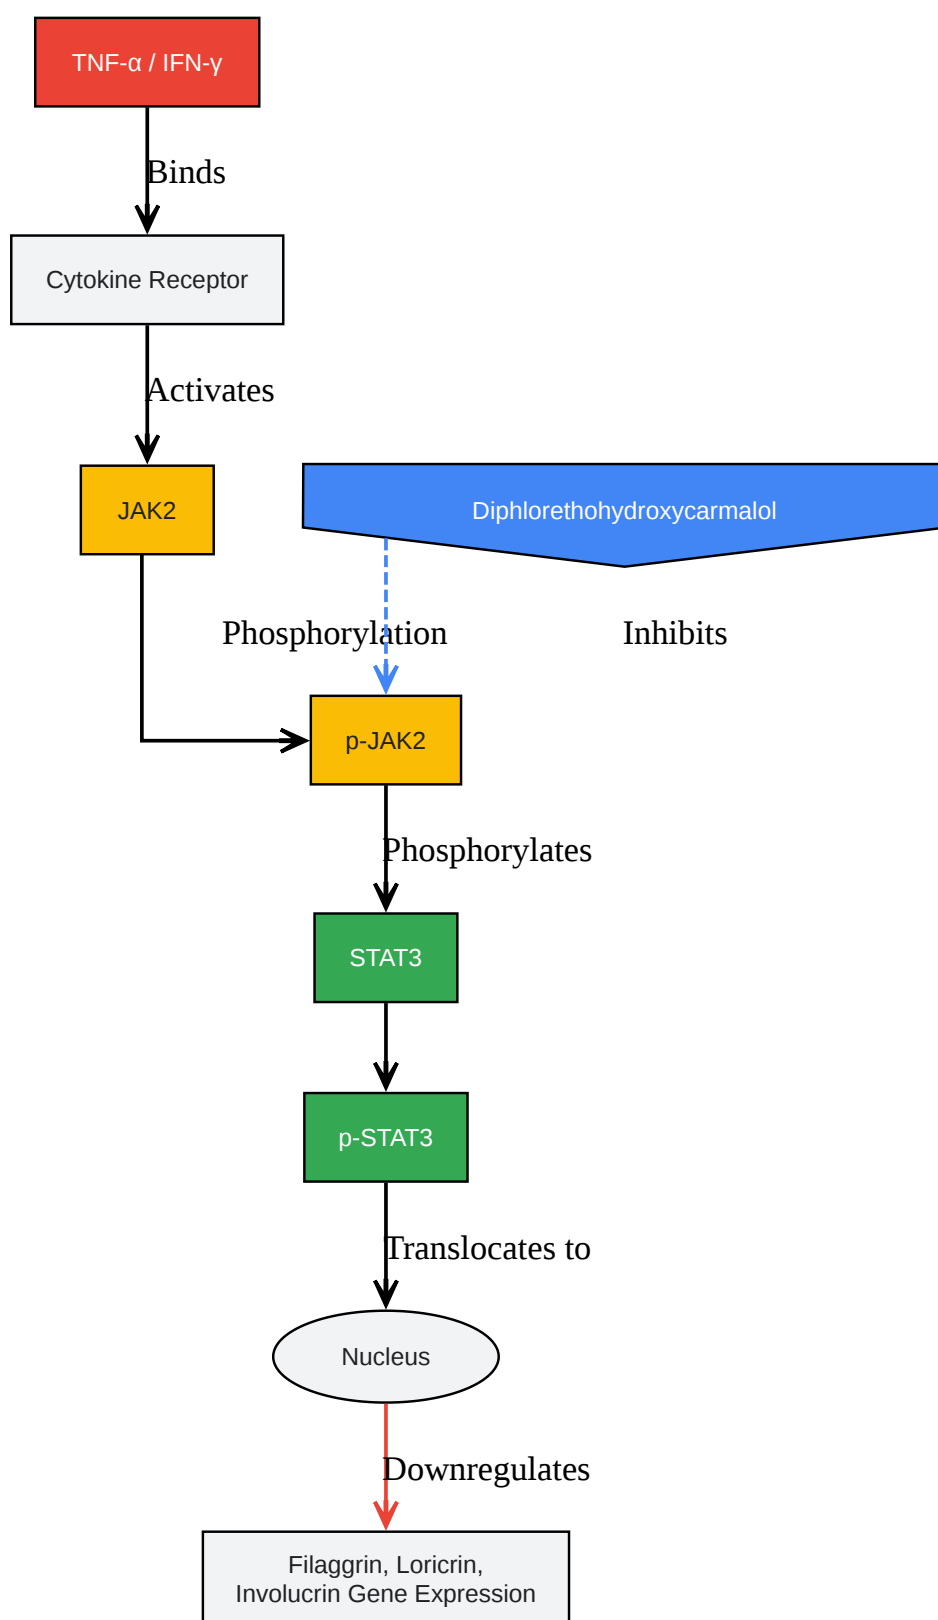 TNF-α / IFN-γ
Binds
Cytokine Receptor
Activates
JAK2
Diphlorethohydroxycarmalol
Phosphorylation
Inhibits
p-JAK2
Phosphorylates
STAT3
p-STAT3
Translocates to
Nucleus
Downregulates
Filaggrin, Loricrin,
Involucrin Gene Expression